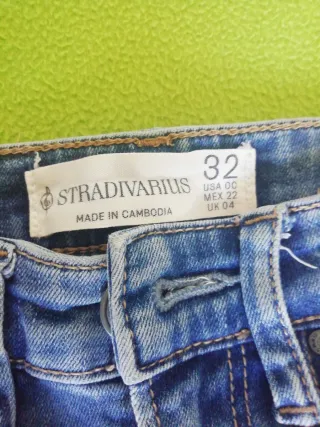 STRADIVARIUS
MADE IN CAMBODIA
32
USA 00
MEX 22
UK 04